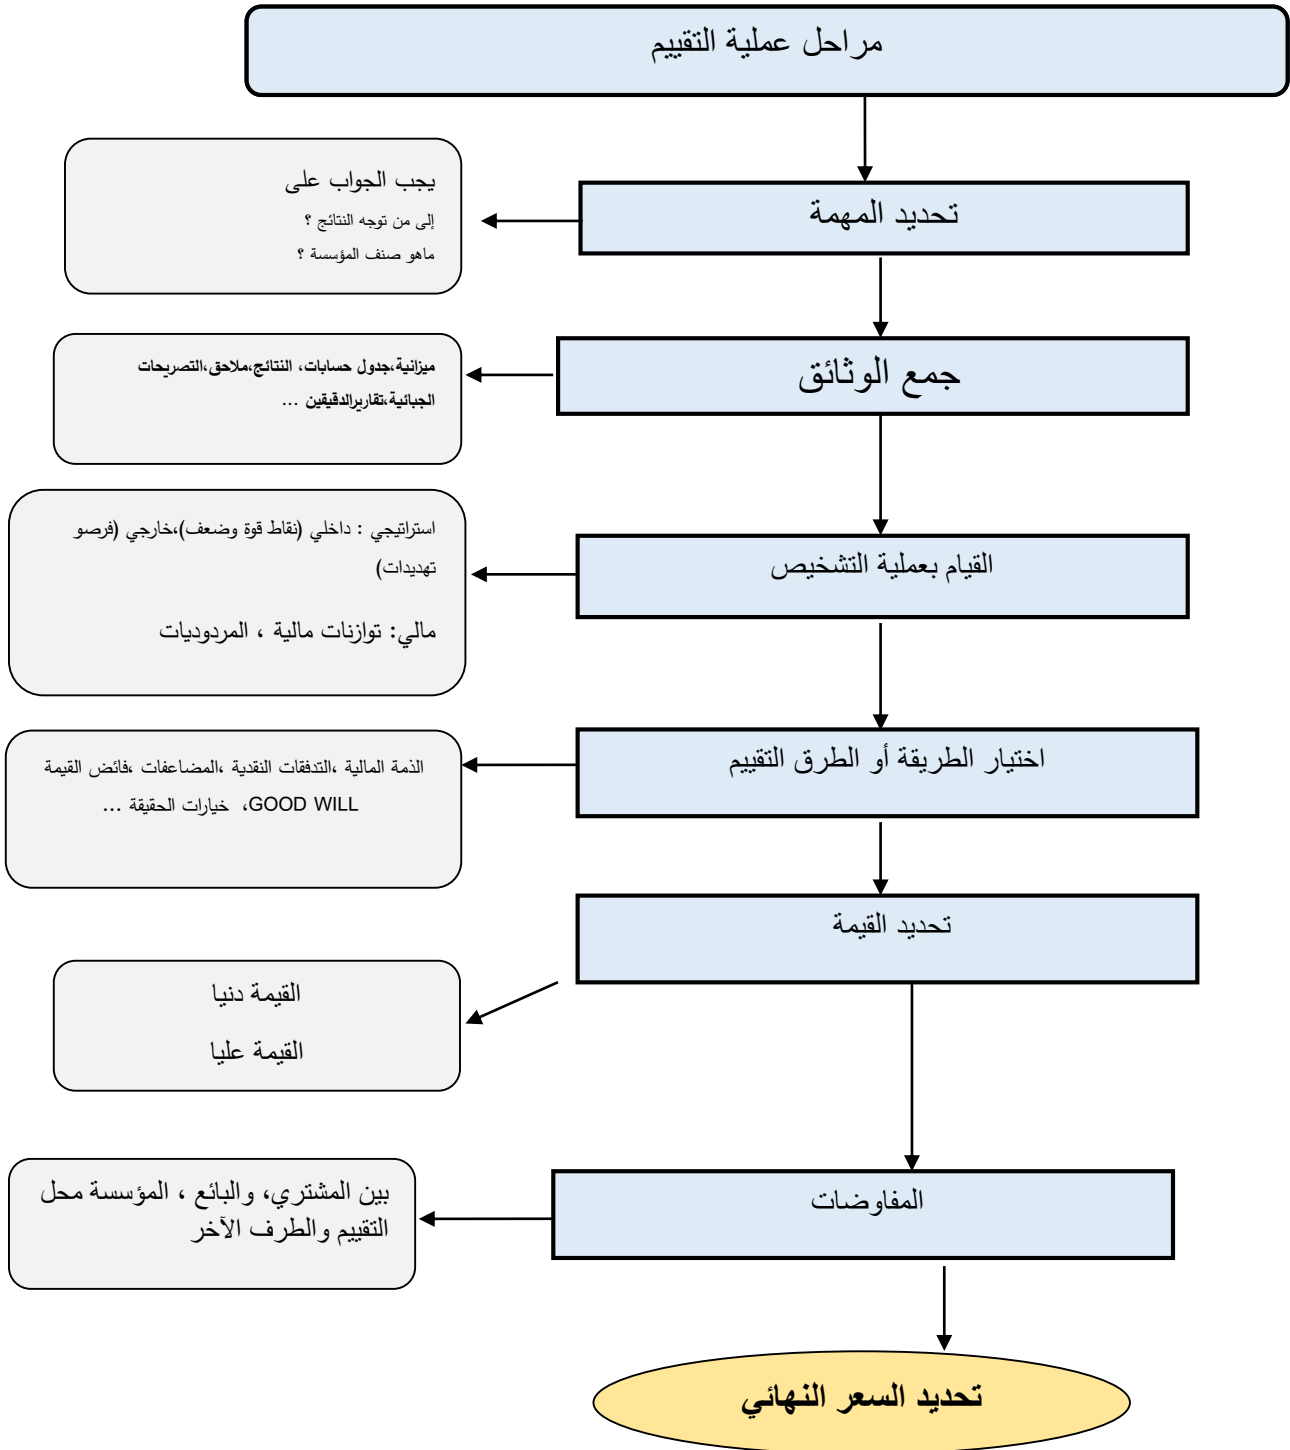 مراحل عملية التقييم
تحديد المهمة
يجب الجواب على
إلى من توجه النتائج ؟
ماهو صنف المؤسسة ؟
جمع الوثائق
ميزانية،جدول حسابات، النتائج،ملاحق،التصريحات
الجبائية،تقاريرالدقيقين ...
القيام بعملية التشخيص
استراتيجي : داخلي (نقاط قوة وضعف)،خارجي (فرصو
تهديدات)
مالي: توازنات مالية ، المردوديات
اختيار الطريقة أو الطرق التقييم
الذمة المالية ،التدفقات النقدية ،المضاعفات ،فائض القيمة
GOOD WILL، خيارات الحقيقة ...
تحديد القيمة
القيمة دنيا
القيمة عليا
المفاوضات
بين المشتري، والبائع ، المؤسسة محل
التقييم والطرف الآخر
تحديد السعر النهائي